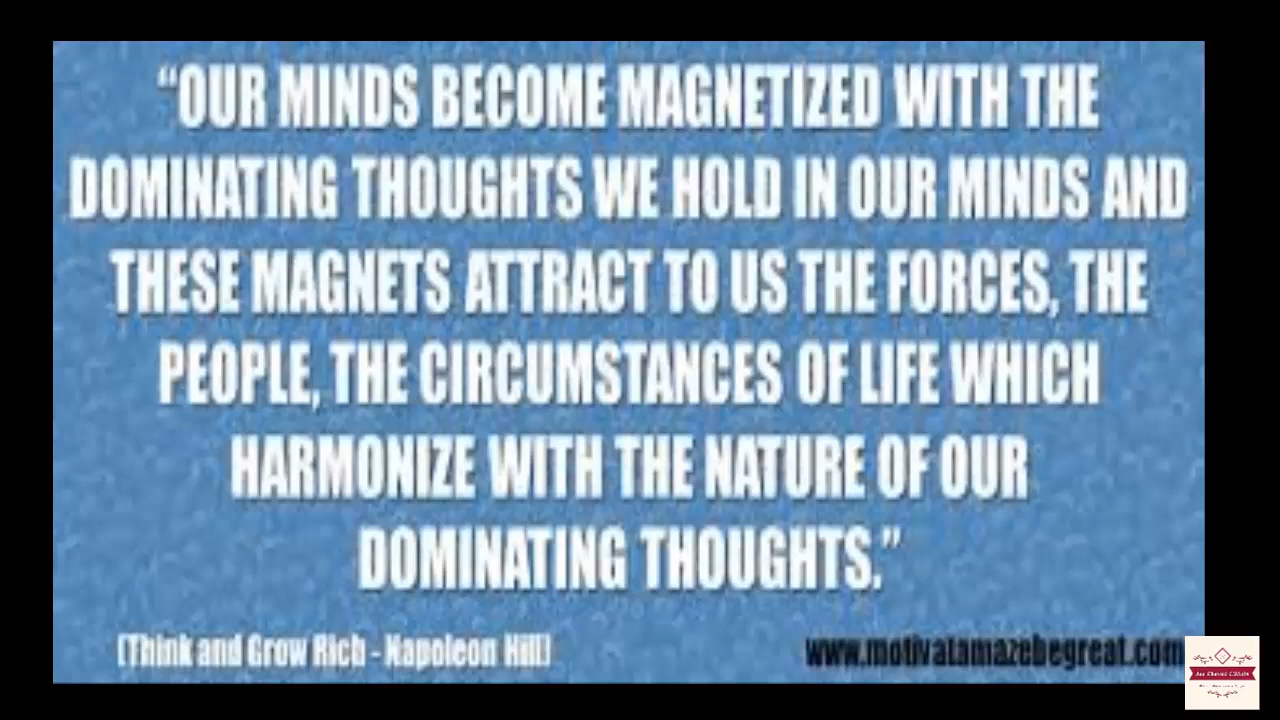 “OUR MINDS BECOME MAGNETIZED WITH THE
DOMINATING THOUGHTS WE HOLD IN OUR MINDS AND
THESE MAGNETS ATTRACT TO US THE FORCES, THE
PEOPLE, THE CIRCUMSTANCES OF LIFE WHICH
HARMONIZE WITH THE NATURE OF OUR
DOMINATING THOUGHTS.”
(Think and Grow Rich - Napoleon Hill)
www.motivatamazebegreat.com